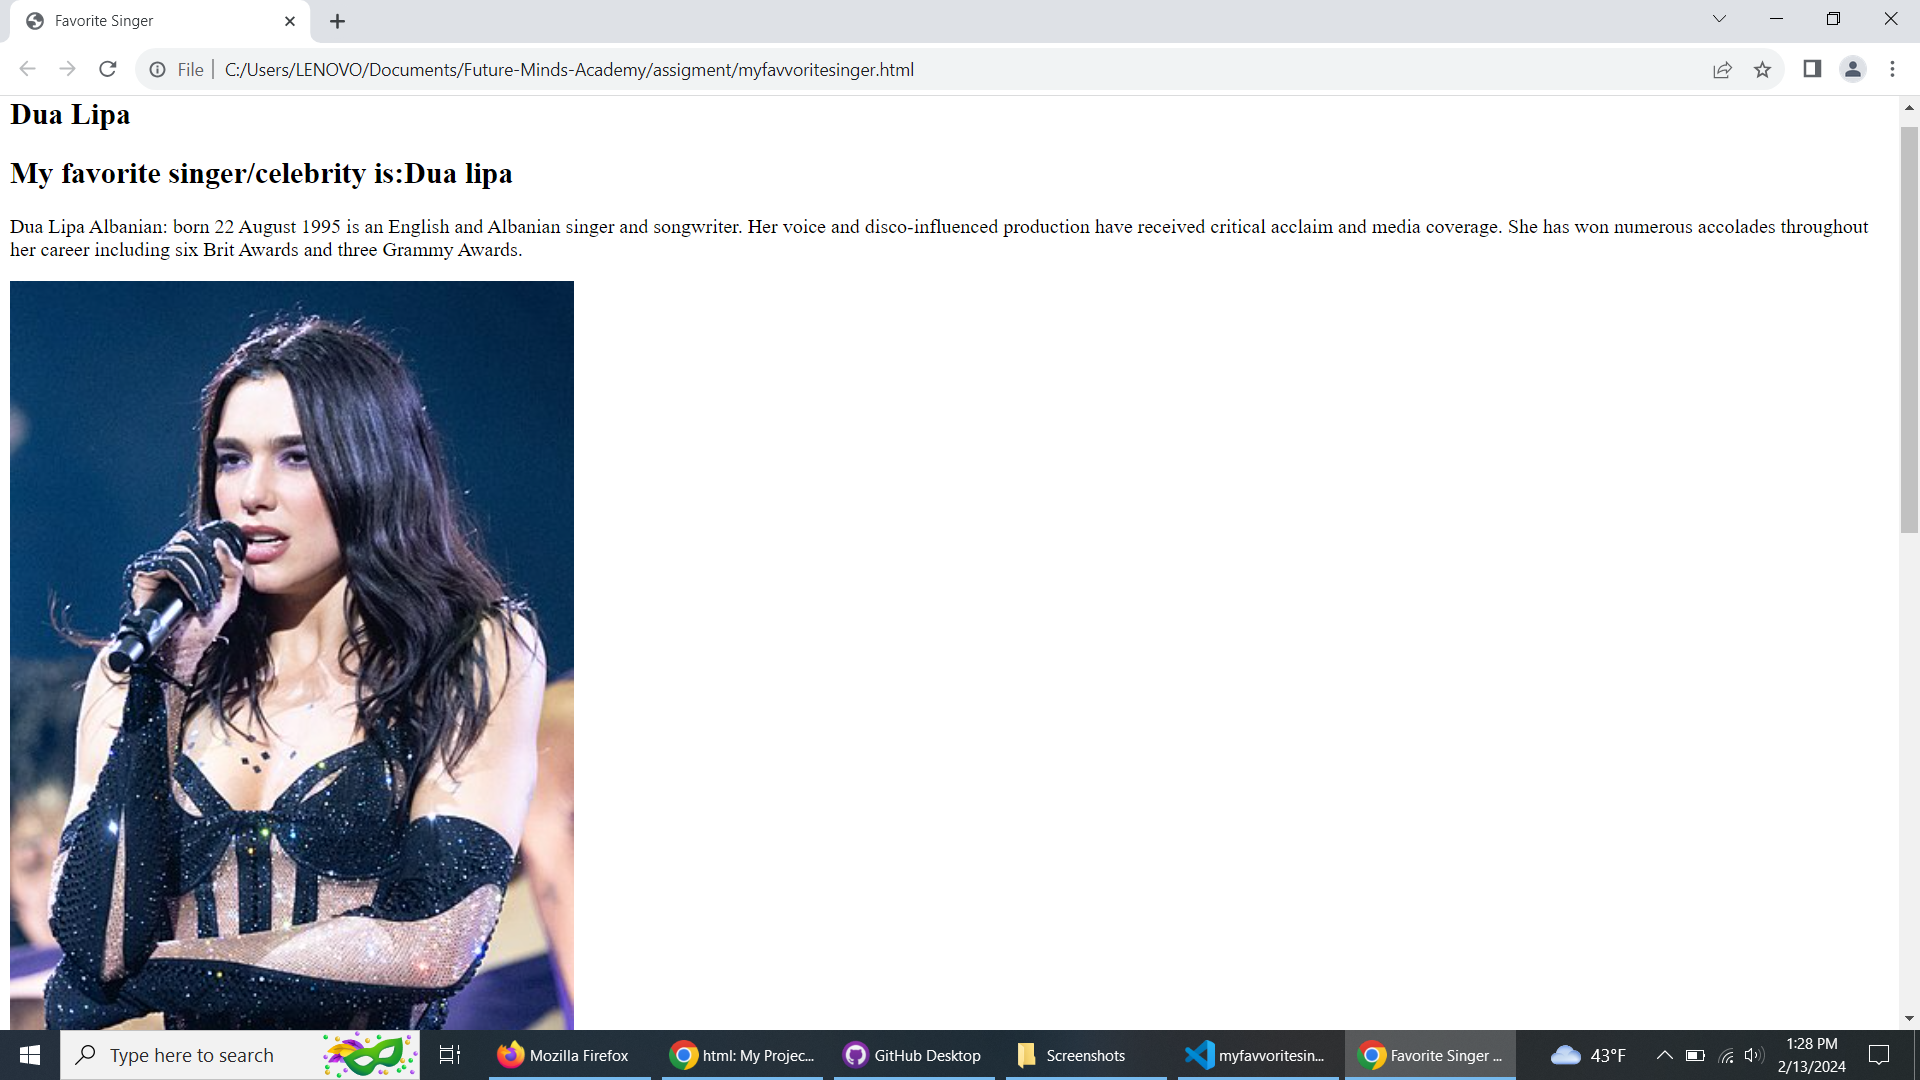 Favorite Singer
File
C:/Users/LENOVO/Documents/Future-Minds-Academy/assigment/myfavvoritesinger.html
Dua Lipa
My favorite singer/celebrity is:Dua lipa
Dua Lipa Albanian: born 22 August 1995 is an English and Albanian singer and songwriter. Her voice and disco-influenced production have received critical acclaim and media coverage. She has won numerous accolades throughout
her career including six Brit Awards and three Grammy Awards.
Type here to search
Mozilla Firefox
html: My Projec...
GitHub Desktop
Screenshots
myfavvoritesin...
Favorite Singer ...
43°F
1:28 PM
2/13/2024